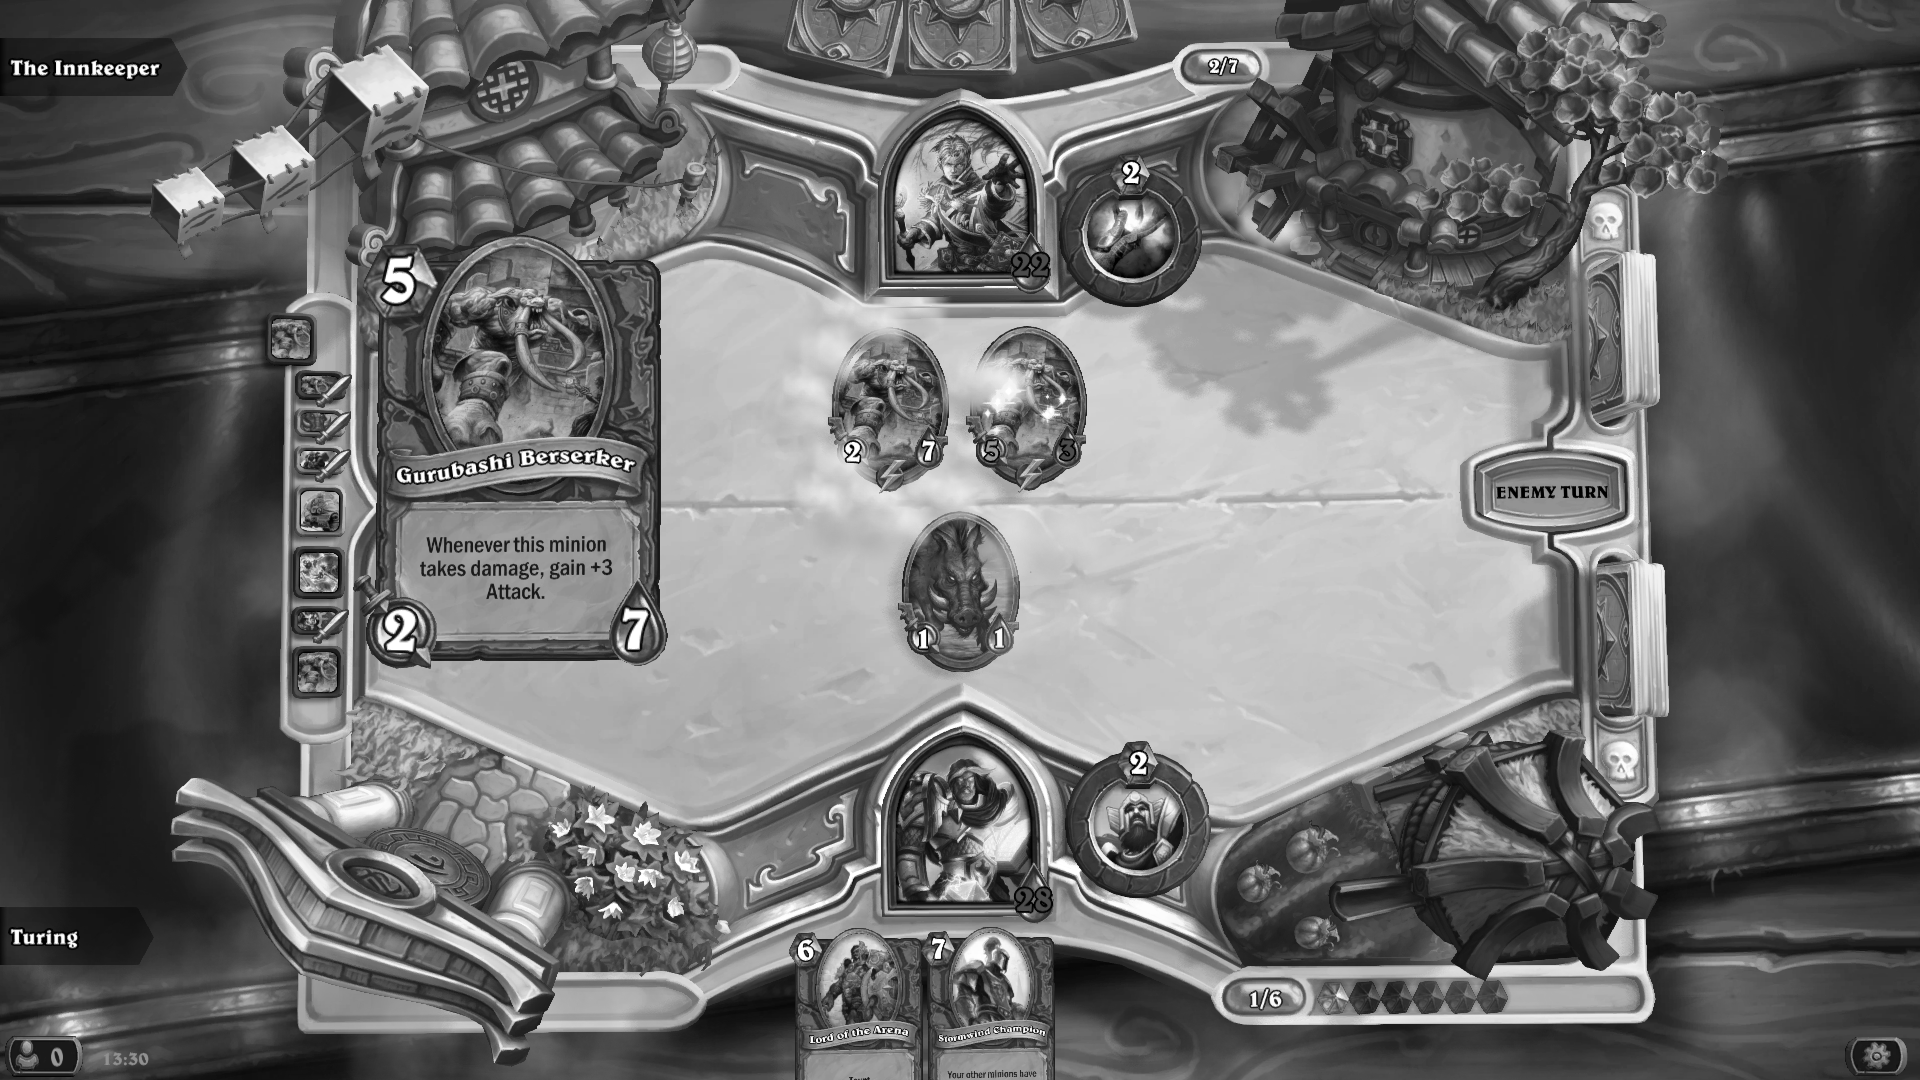 The Innkeeper
2/7
2
22
5
Gurubashi Berserker
Whenever this minion
takes damage, gain +3
Attack.
2
7
2
7
5
3
ENEMY TURN
1
1
2
28
Turing
6
Lord of the Arena
Taunt
7
Stormwind Champion
Your other minions have
1/6
0
13:30